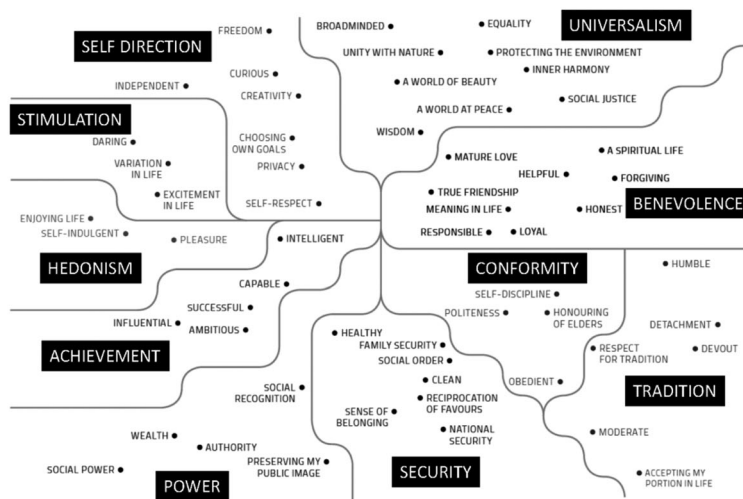 SELF DIRECTION
FREEDOM
CURIOUS
CREATIVITY
INDEPENDENT
CHOOSING
OWN GOALS
PRIVACY
SELF-RESPECT
UNIVERSALISM
BROADMINDED
EQUALITY
UNITY WITH NATURE
PROTECTING THE ENVIRONMENT
INNER HARMONY
A WORLD OF BEAUTY
SOCIAL JUSTICE
A WORLD AT PEACE
WISDOM
STIMULATION
DARING
VARIATION
IN LIFE
EXCITEMENT
IN LIFE
BENEVOLENCE
MATURE LOVE
A SPIRITUAL LIFE
HELPFUL
FORGIVING
TRUE FRIENDSHIP
MEANING IN LIFE
HONEST
RESPONSIBLE
LOYAL
HEDONISM
ENJOYING LIFE
SELF-INDULGENT
PLEASURE
ACHIEVEMENT
INTELLIGENT
CAPABLE
SUCCESSFUL
INFLUENTIAL
AMBITIOUS
CONFORMITY
SELF-DISCIPLINE
POLITENESS
HONOURING
OF ELDERS
OBEDIENT
TRADITION
HUMBLE
DETACHMENT
RESPECT
FOR TRADITION
DEVOUT
MODERATE
ACCEPTING MY
PORTION IN LIFE
POWER
SOCIAL
RECOGNITION
WEALTH
AUTHORITY
SOCIAL POWER
PRESERVING MY
PUBLIC IMAGE
SECURITY
HEALTHY
FAMILY SECURITY
SOCIAL ORDER
CLEAN
RECIPROCATION
OF FAVOURS
SENSE OF
BELONGING
NATIONAL
SECURITY